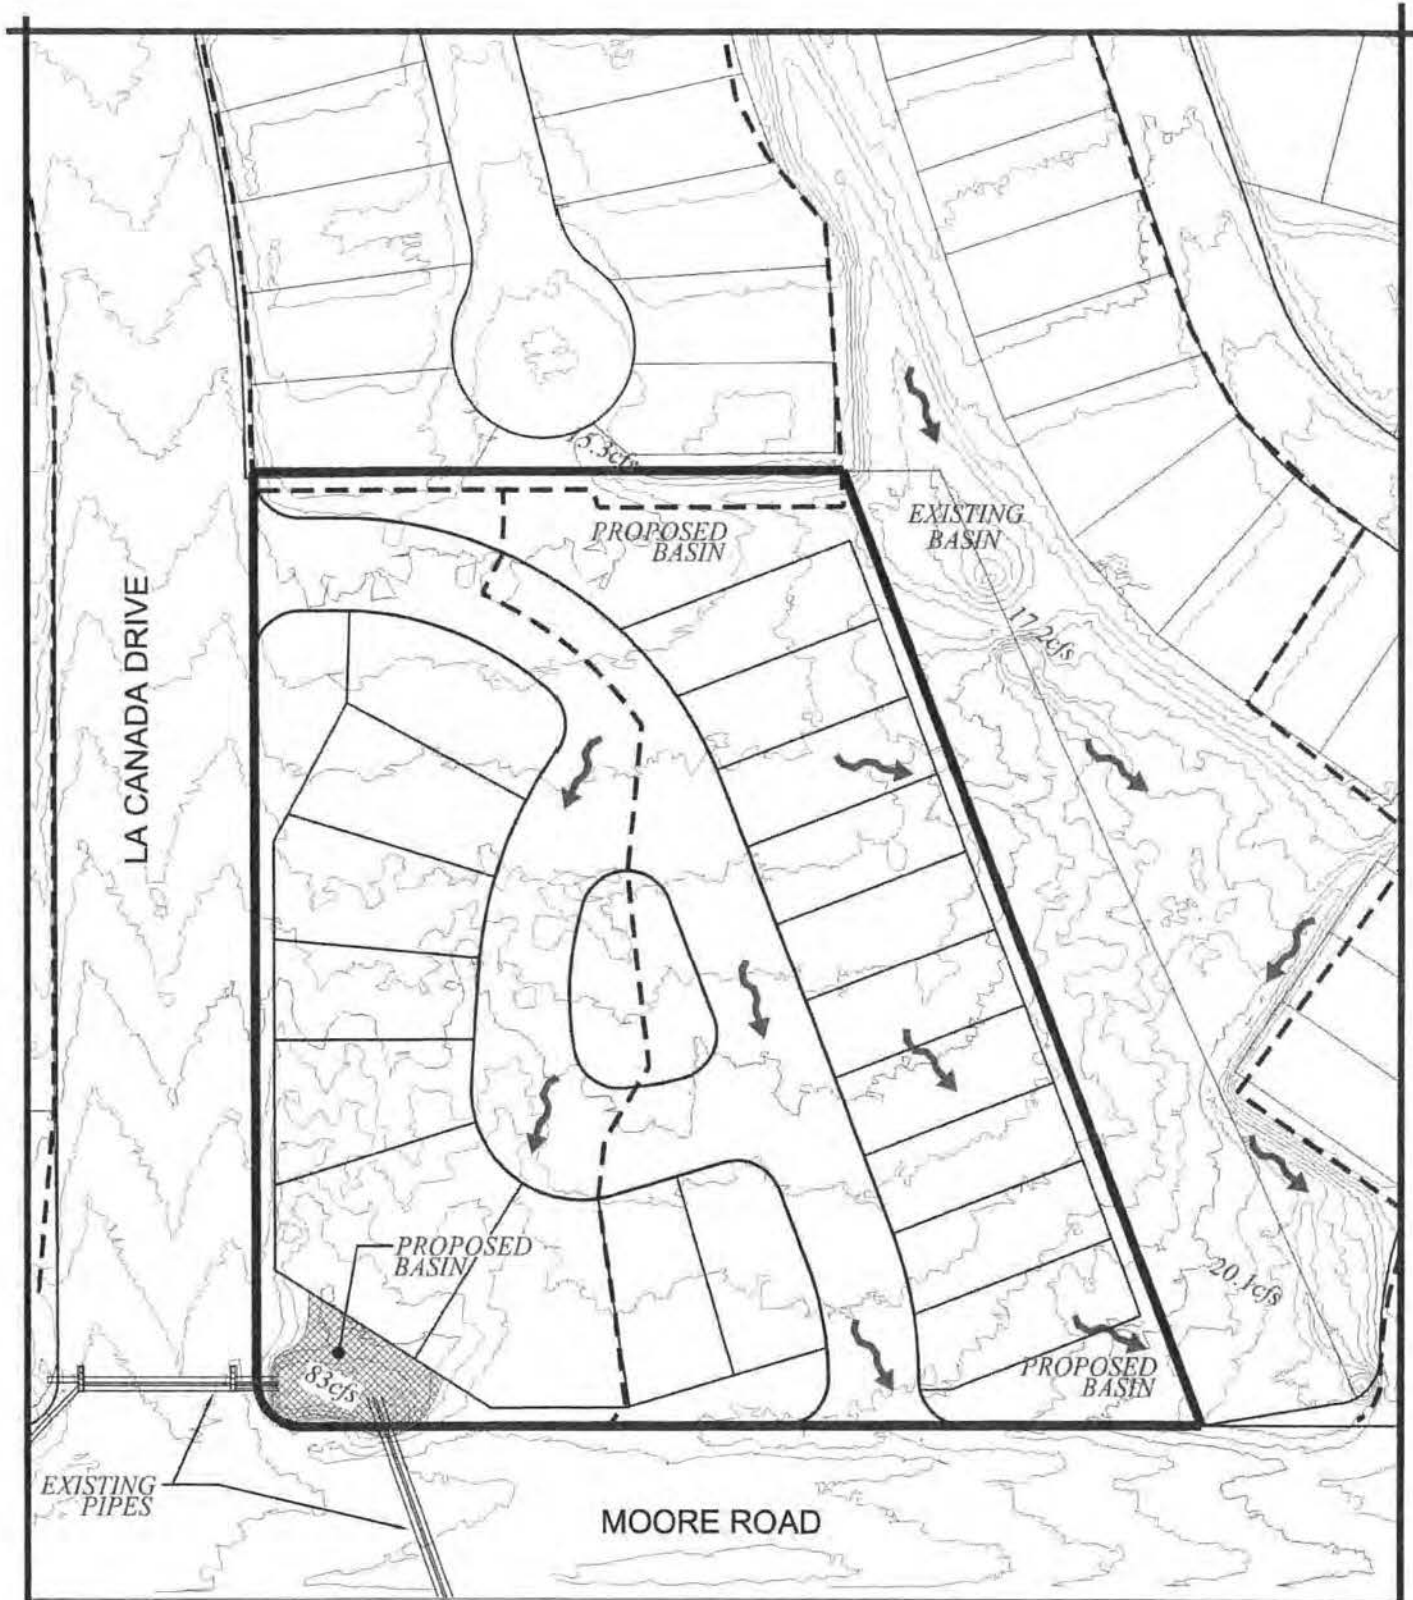 15.3cfs
PROPOSED
BASIN
EXISTING
BASIN
17.2cfs
LA CANADA DRIVE
PROPOSED
BASIN
20.1cfs
PROPOSED
BASIN
83cfs
EXISTING
PIPES
MOORE ROAD